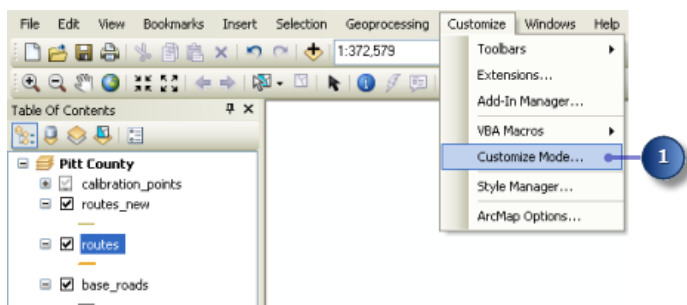 File Edit View Bookmarks Insert Selection Geoprocessing Customize Windows Help
1:372,579
Toolbars
Extensions...
Add-In Manager...
VBA Macros
Customize Mode...
1
Style Manager...
ArcMap Options...
Table Of Contents
Pitt County
calibration_points
routes_new
routes
base_roads